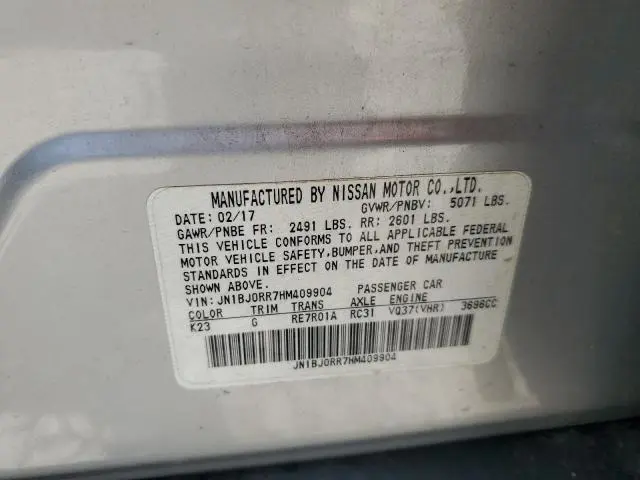 MANUFACTURED BY NISSAN MOTOR CO.,LTD.
DATE: 02/17 GVWR/PNBV: 5071 LBS.
GAWR/PNBE FR: 2491 LBS. RR: 2601 LBS.
THIS VEHICLE CONFORMS TO ALL APPLICABLE FEDERAL
MOTOR VEHICLE SAFETY,BUMPER,AND THEFT PREVENTION
STANDARDS IN EFFECT ON THE DATE OF MANUFACTURE
SHOWN ABOVE.
VIN: JN1BJ0RR7HM409904 PASSENGER CAR
COLOR TRIM TRANS AXLE ENGINE
K23 G RE7R01A RC31 VQ37(VHR) 3696CC
JN1BJ0RR7HM409904